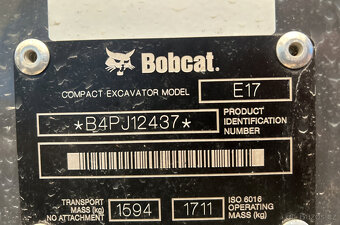 Bobcat.
COMPACT EXCAVATOR MODEL E17
*B4PJ12437* PRODUCT IDENTIFICATION NUMBER
TRANSPORT MASS (kg) NO ATTACHMENT 1594 1711 ISO 6016 OPERATING MASS (kg)